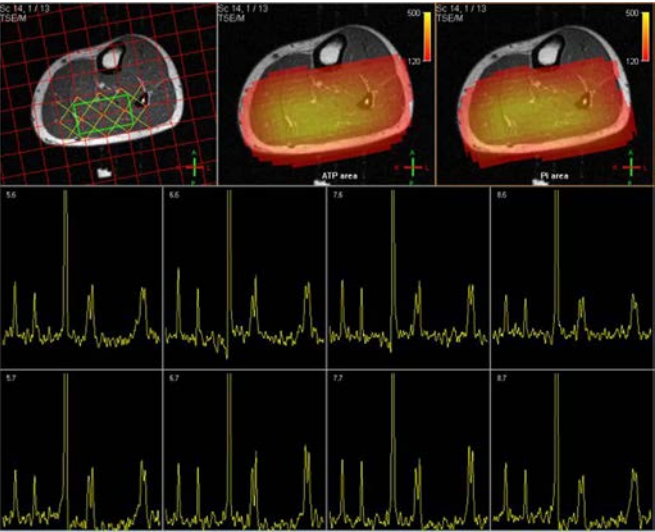 Sc 14, 1 / 13
TSE/M
Sc 14, 1 / 13
TSE/M
500
120
ATP area
Sc 14, 1 / 13
TSE/M
500
120
Pi area
5.6
6.6
7.6
8.6
5.7
6.7
7.7
8.7